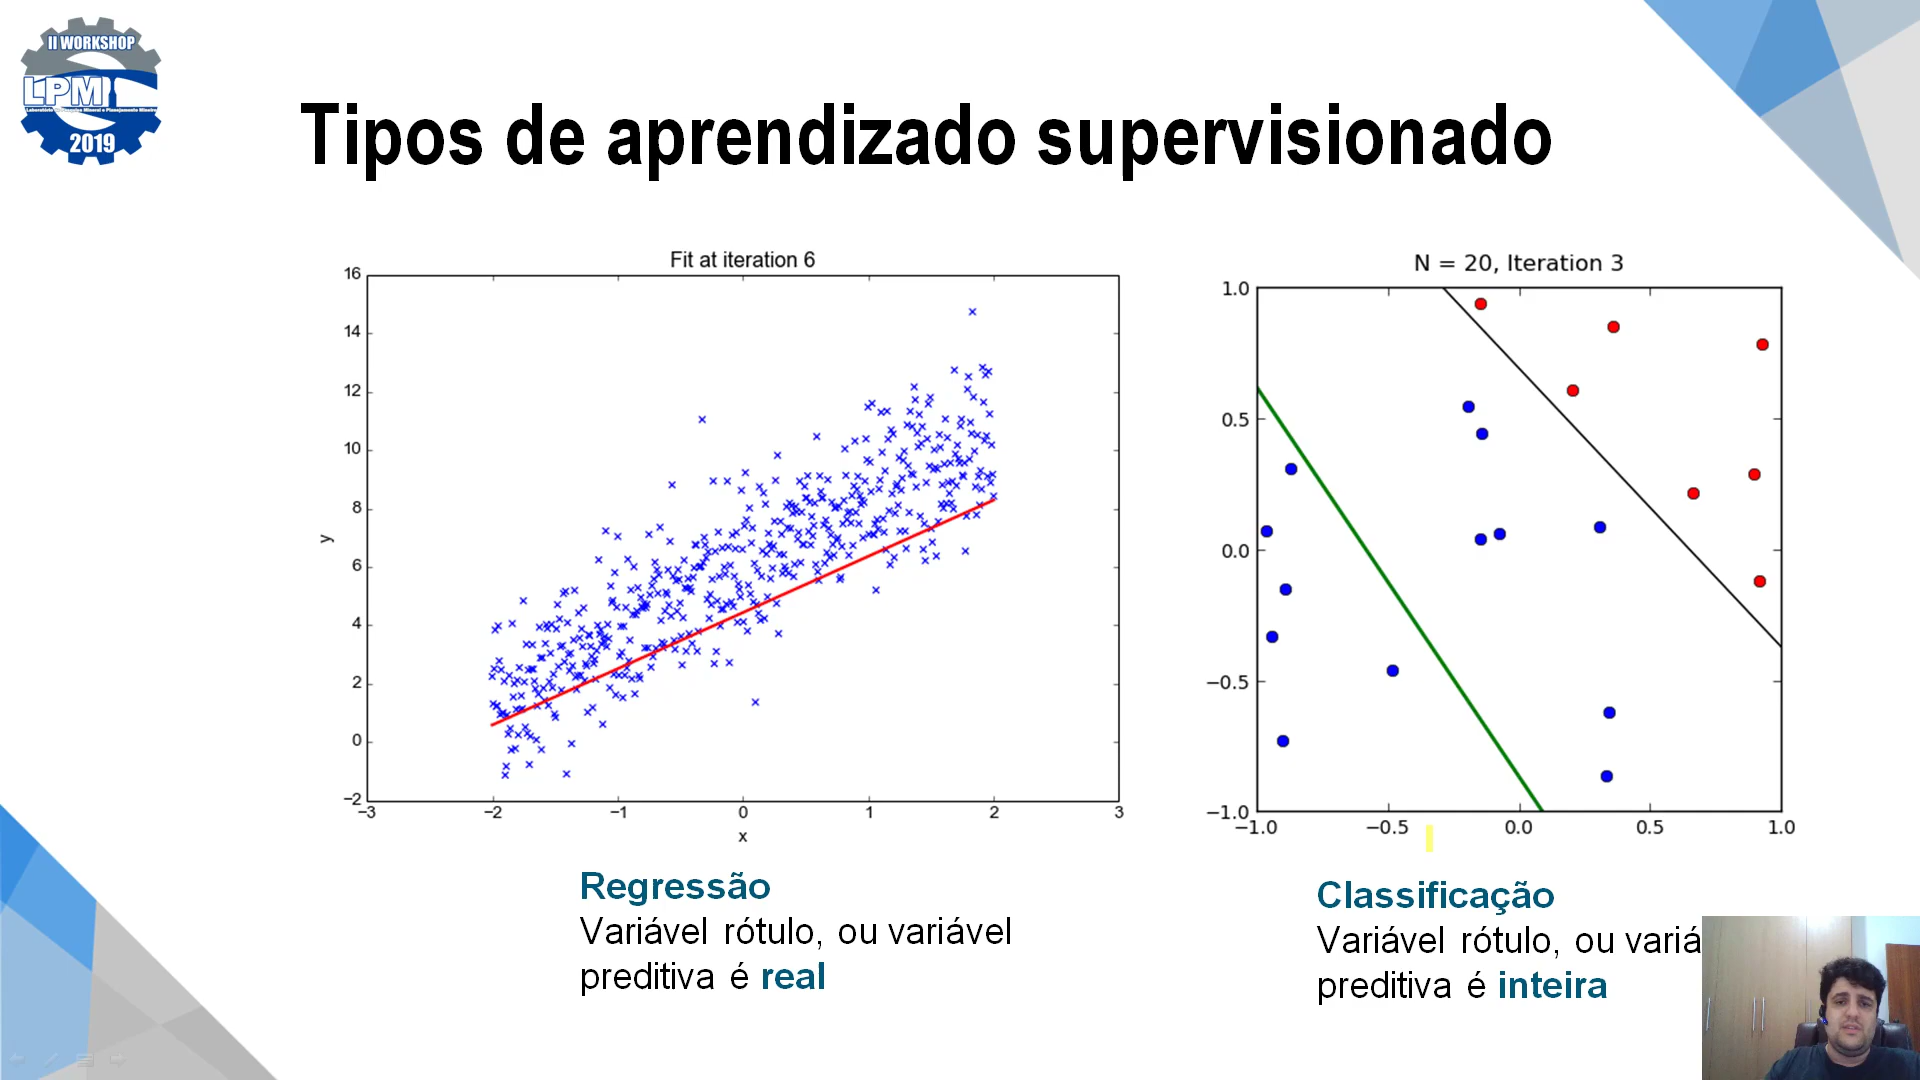 II WORKSHOP
LPM
2019
Tipos de aprendizado supervisionado
Fit at iteration 6
16
14
12
10
8
6
4
2
0
−2
y
−3
−2
−1
0
1
2
3
x
N = 20, Iteration 3
1.0
0.5
0.0
−0.5
−1.0
−1.0
−0.5
0.0
0.5
1.0
Regressão
Variável rótulo, ou variável
preditiva é real
Classificação
Variável rótulo, ou variá
preditiva é inteira